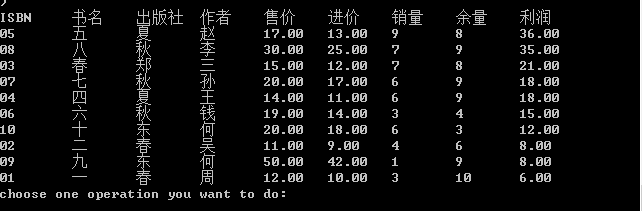 ISBN 书名 出版社 作者 售价 进价 销量 余量 利润
05 五 夏 赵 17.00 13.00 9 8 36.00
08 八 秋 李 30.00 25.00 7 9 35.00
03 春 郑 三 15.00 12.00 7 8 21.00
07 七 秋 孙 20.00 17.00 6 9 18.00
04 四 夏 王 14.00 11.00 6 9 18.00
06 六 秋 钱 19.00 14.00 3 4 15.00
10 十 东 何 20.00 18.00 6 3 12.00
02 二 春 吴 11.00 9.00 4 6 8.00
09 九 东 何 50.00 42.00 1 9 8.00
01 一 春 周 12.00 10.00 3 10 6.00
choose one operation you want to do: